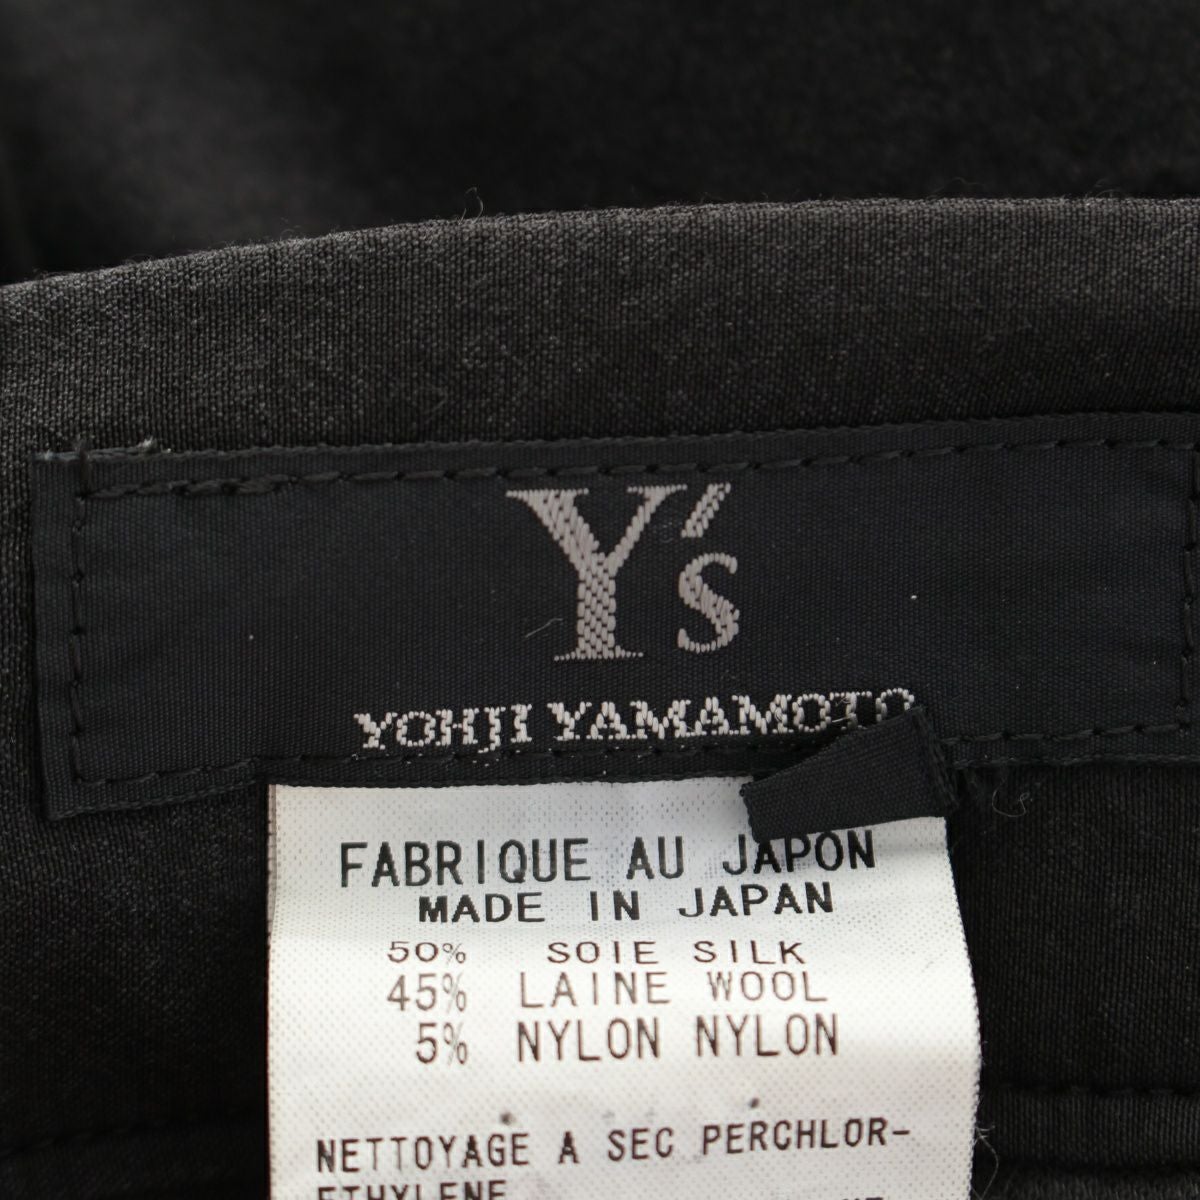 Y's
YOHJI YAMAMOTO
FABRIQUE AU JAPON
MADE IN JAPAN
50% SOIE SILK
45% LAINE WOOL
5% NYLON NYLON
NETTOYAGE A SEC PERCHLOR-
ETHYLENE